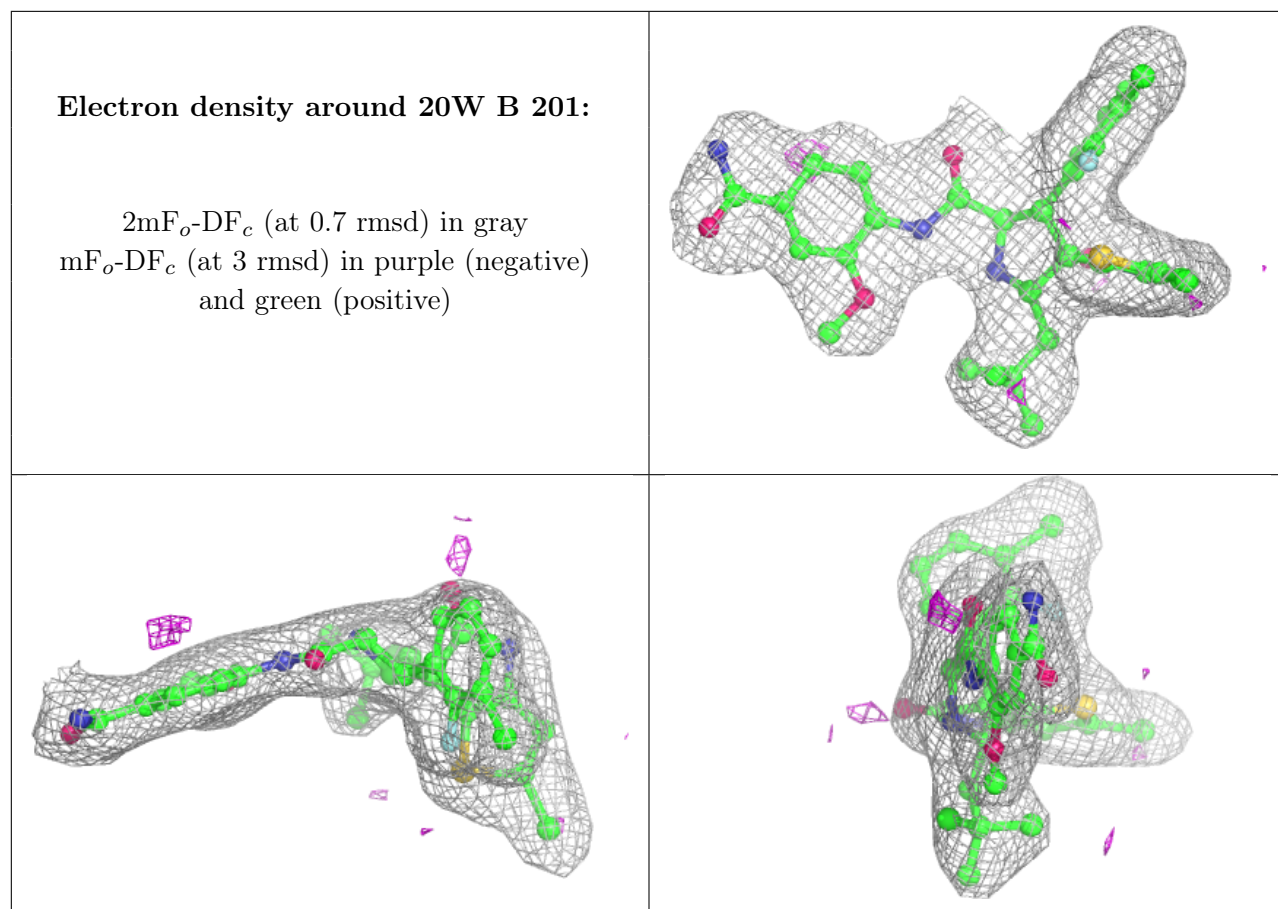 Electron density around 20W B 201:
2mFo-DFc (at 0.7 rmsd) in gray
mFo-DFc (at 3 rmsd) in purple (negative)
and green (positive)